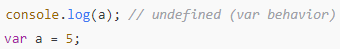 console.log(a); // undefined (var behavior)
var a = 5;